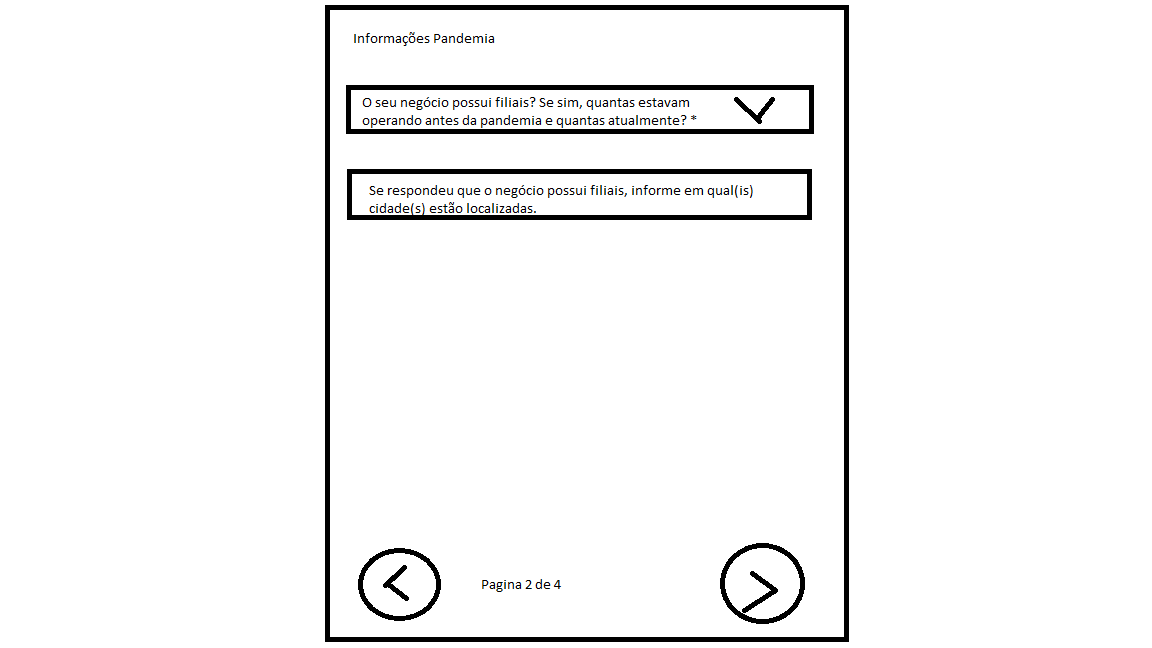 Informações Pandemia
O seu negócio possui filiais? Se sim, quantas estavam
operando antes da pandemia e quantas atualmente? *
Se respondeu que o negócio possui filiais, informe em qual(is)
cidade(s) estão localizadas.
Pagina 2 de 4